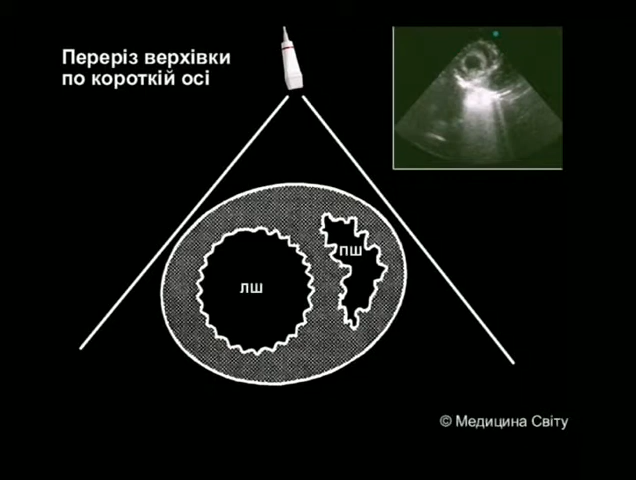 Переріз верхівки
по короткій осі
ПШ
ЛШ
© Медицина Світу